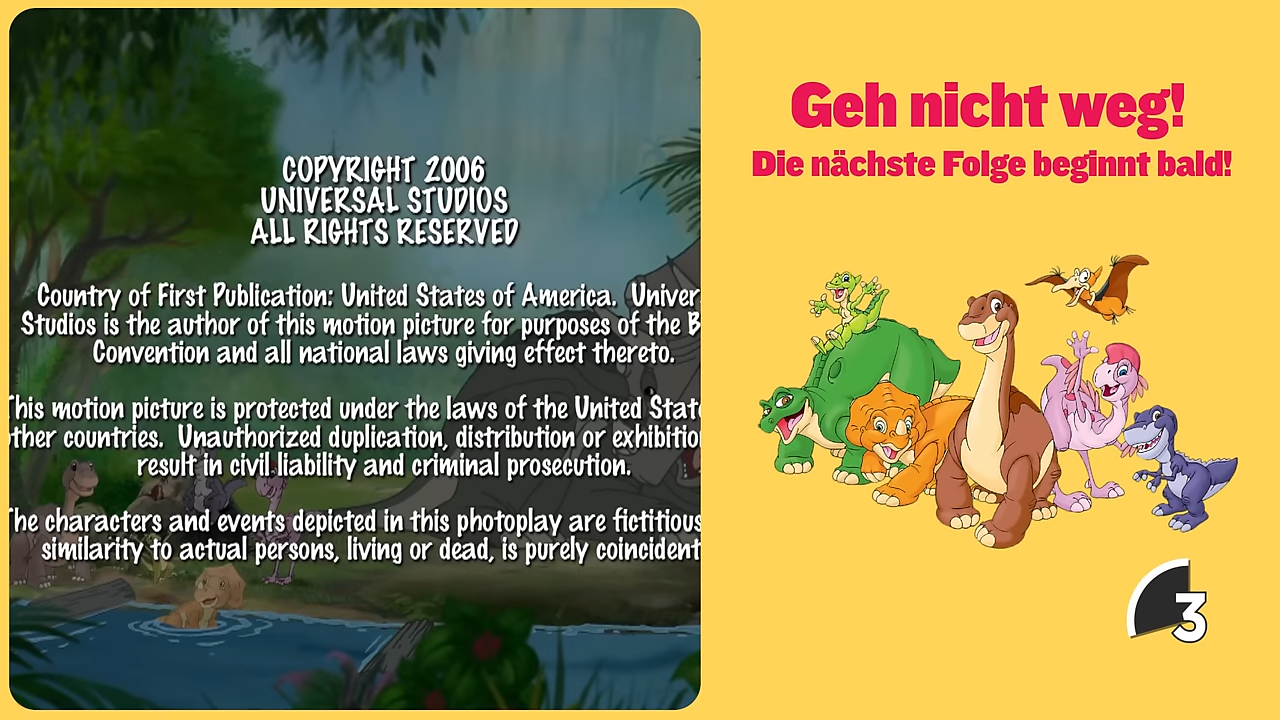 COPYRIGHT 2006
UNIVERSAL STUDIOS
ALL RIGHTS RESERVED
Country of First Publication: United States of America. Univer
Studios is the author of this motion picture for purposes of the B
Convention and all national laws giving effect thereto.
This motion picture is protected under the laws of the United Stat
other countries. Unauthorized duplication, distribution or exhibitio
result in civil liability and criminal prosecution.
The characters and events depicted in this photoplay are fictitious
similarity to actual persons, living or dead, is purely coincident
Geh nicht weg!
Die nächste Folge beginnt bald!
3